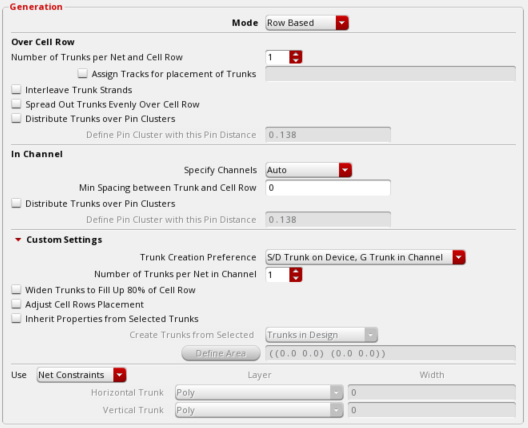 Generation
Mode Row Based
Over Cell Row
Number of Trunks per Net and Cell Row 1
Assign Tracks for placement of Trunks
Interleave Trunk Strands
Spread Out Trunks Evenly Over Cell Row
Distribute Trunks over Pin Clusters
Define Pin Cluster with this Pin Distance 0.138
In Channel
Specify Channels Auto
Min Spacing between Trunk and Cell Row 0
Distribute Trunks over Pin Clusters
Define Pin Cluster with this Pin Distance 0.138
Custom Settings
Trunk Creation Preference S/D Trunk on Device, G Trunk in Channel
Number of Trunks per Net in Channel 1
Widen Trunks to Fill Up 80% of Cell Row
Adjust Cell Rows Placement
Inherit Properties from Selected Trunks
Create Trunks from Selected Trunks in Design
Define Area ((0.0 0.0) (0.0 0.0))
Use Net Constraints Layer Width
Horizontal Trunk Poly 0
Vertical Trunk Poly 0